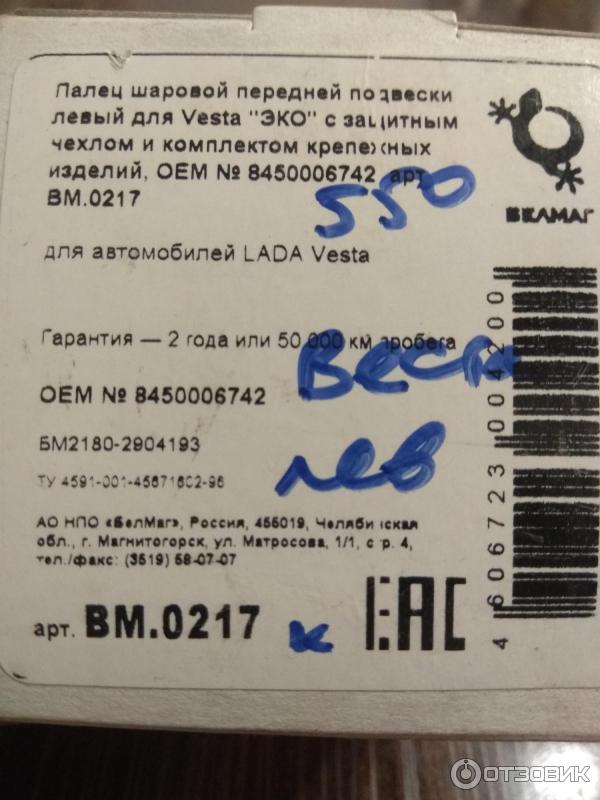 Палец шаровой передней подвески
левый для Vesta "ЭКО" с защитным
чехлом и комплектом крепежных
изделий, OEM № 8450006742 арт.
BM.0217
550
БЕЛМАГ
для автомобилей LADA Vesta
Гарантия — 2 года или 50 000 км пробега
Веста
OEM № 8450006742
лев
БМ2180-2904193
ТУ 4591-001-45671602-96
АО НПО «БелМаг», Россия, 455019, Челябинская
обл., г. Магнитогорск, ул. Матросова, 1/1, стр. 4,
тел./факс: (3519) 58-07-07
арт. BM.0217
к
EAC
4 606723 004200
ОТЗОВИК